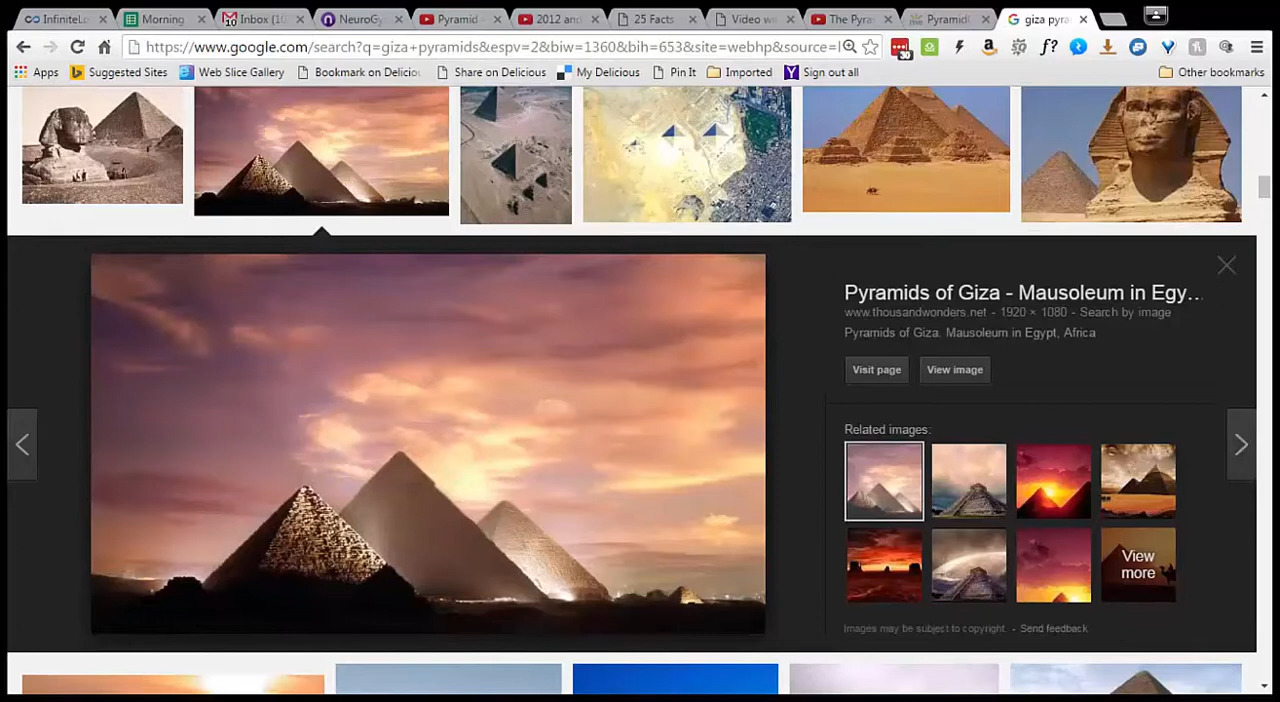 InfiniteLo
Morning
Inbox (10
NeuroGy
Pyramid
2012 and
25 Facts
Video w
The Pyra
Pyramid
giza pyra
https://www.google.com/search?q=giza+pyramids&espv=2&biw=1360&bih=653&site=webhp&source=l
30
f?
Apps
Suggested Sites
Web Slice Gallery
Bookmark on Delicio
Share on Delicious
My Delicious
Pin It
Imported
Sign out all
Other bookmarks
Pyramids of Giza - Mausoleum in Egy...
www.thousandwonders.net - 1920 × 1080 - Search by image
Pyramids of Giza. Mausoleum in Egypt, Africa
Visit page
View image
Related images:
View
more
Images may be subject to copyright. - Send feedback